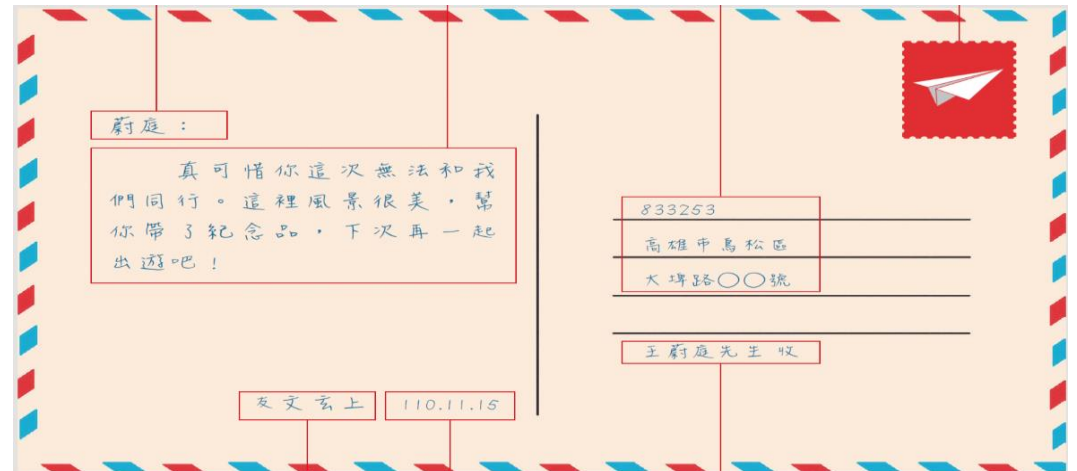 蔚庭：
真可惜你這次無法和我
們同行。這裡風景很美，幫
你帶了紀念品，下次再一起
出遊吧！
友文玄上
110.11.15
833253
高雄市鳥松區
大埤路○○號
王蔚庭先生 收